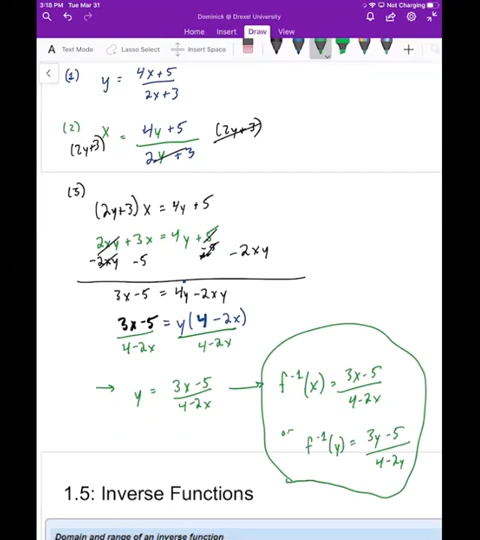 3:18 PM Tue Mar 31
Not Charging
Dominick @ Drexel University
Home Insert Draw View
Text Mode Lasso Select Insert Space
(1) y = (4x+5)/(2x+3)
(2) (2y+3) x = (4y+5)/(2y+3) (2y+3)
(3)
(2y+3) x = 4y+5
2xy + 3x = 4y + 5
-2xy -5 -5 -2xy
3x-5 = 4y-2xy
(3x-5)/(4-2x) = y(4-2x)/(4-2x)
→ y = (3x-5)/(4-2x) → f⁻¹(x) = (3x-5)/(4-2x)
or f⁻¹(y) = (3y-5)/(4-2y)
1.5: Inverse Functions
Domain and range of an inverse function